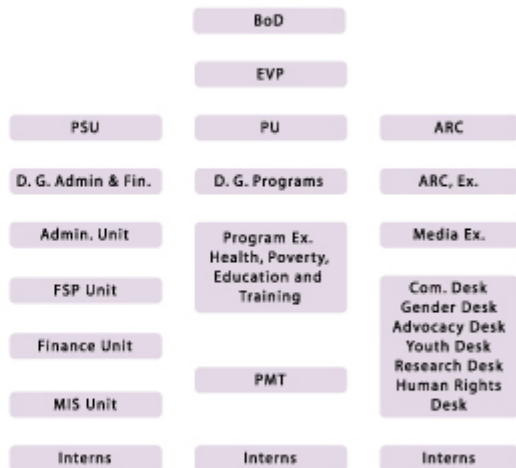 BoD
EVP
PSU
PU
ARC
D. G. Admin & Fin.
D. G. Programs
ARC, Ex.
Admin. Unit
Program Ex.
Health, Poverty,
Education and
Training
Media Ex.
FSP Unit
Com. Desk
Gender Desk
Advocacy Desk
Youth Desk
Research Desk
Human Rights
Desk
Finance Unit
PMT
MIS Unit
Interns
Interns
Interns